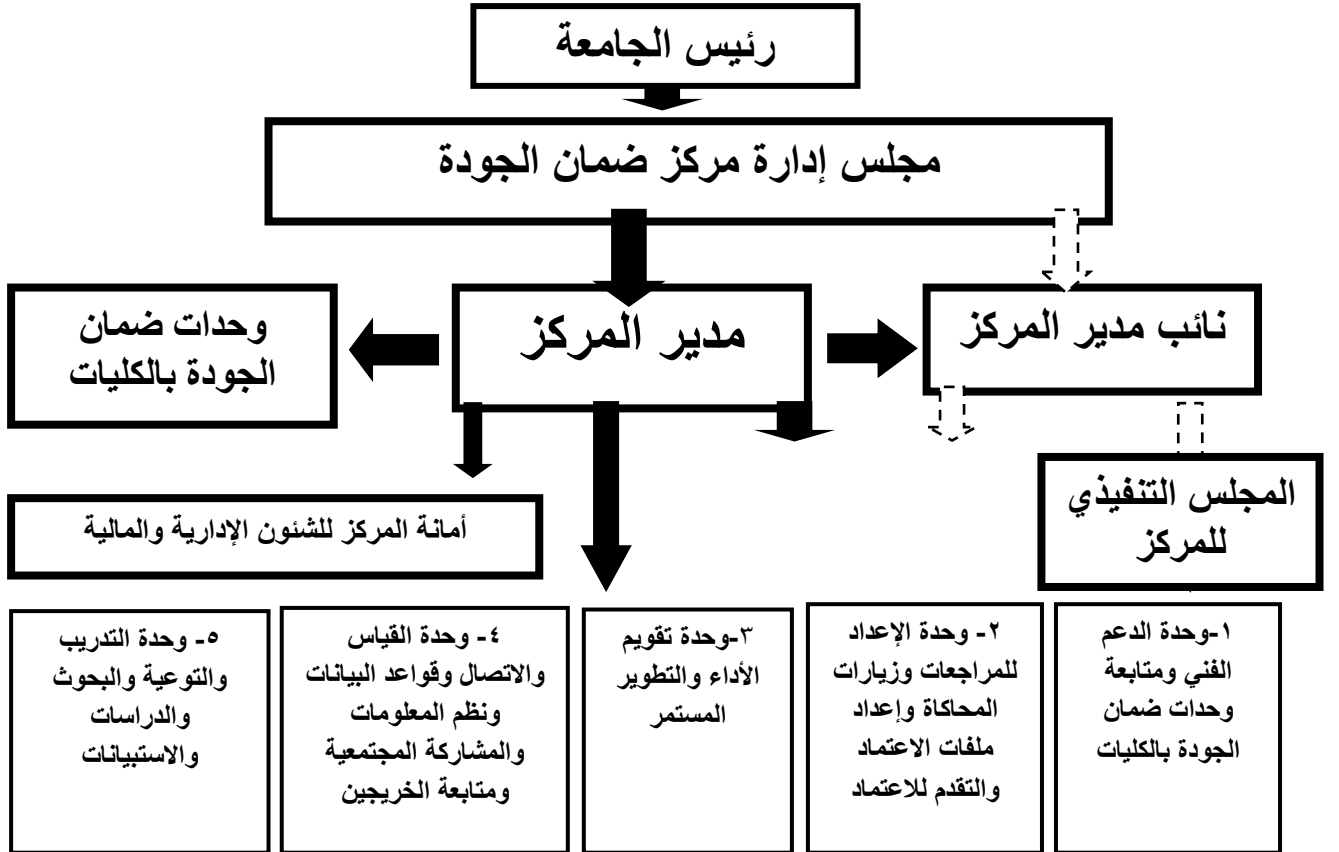 رئيس الجامعة
مجلس إدارة مركز ضمان الجودة
نائب مدير المركز
مدير المركز
وحدات ضمان
الجودة بالكليات
المجلس التنفيذي
للمركز
أمانة المركز للشئون الإدارية والمالية
١-وحدة الدعم
الفني ومتابعة
وحدات ضمان
الجودة بالكليات
٢- وحدة الإعداد
للمراجعات وزيارات
المحاكاة وإعداد
ملفات الاعتماد
والتقدم للاعتماد
٣-وحدة تقويم
الأداء والتطوير
المستمر
٤- وحدة القياس
والاتصال وقواعد البيانات
ونظم المعلومات
والمشاركة المجتمعية
ومتابعة الخريجين
٥- وحدة التدريب
والتوعية والبحوث
والدراسات
والاستبيانات